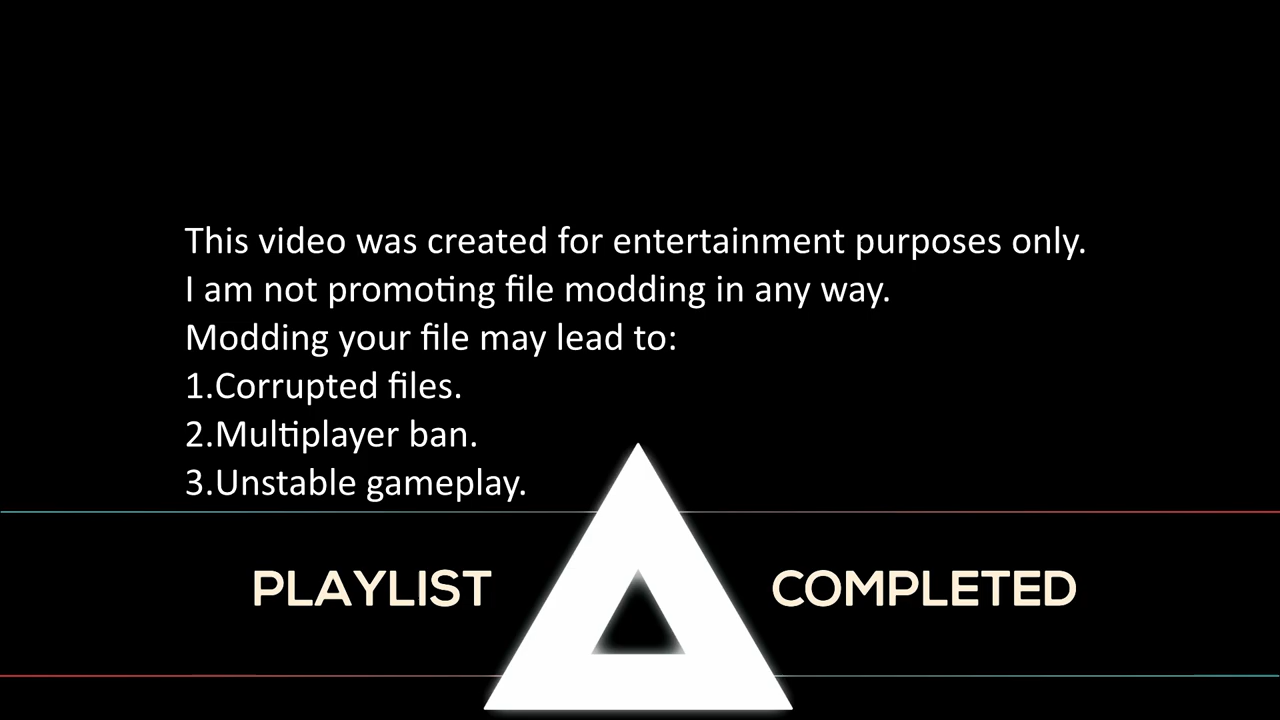 This video was created for entertainment purposes only.
I am not promoting file modding in any way.
Modding your file may lead to:
1.Corrupted files.
2.Multiplayer ban.
3.Unstable gameplay.
PLAYLIST COMPLETED